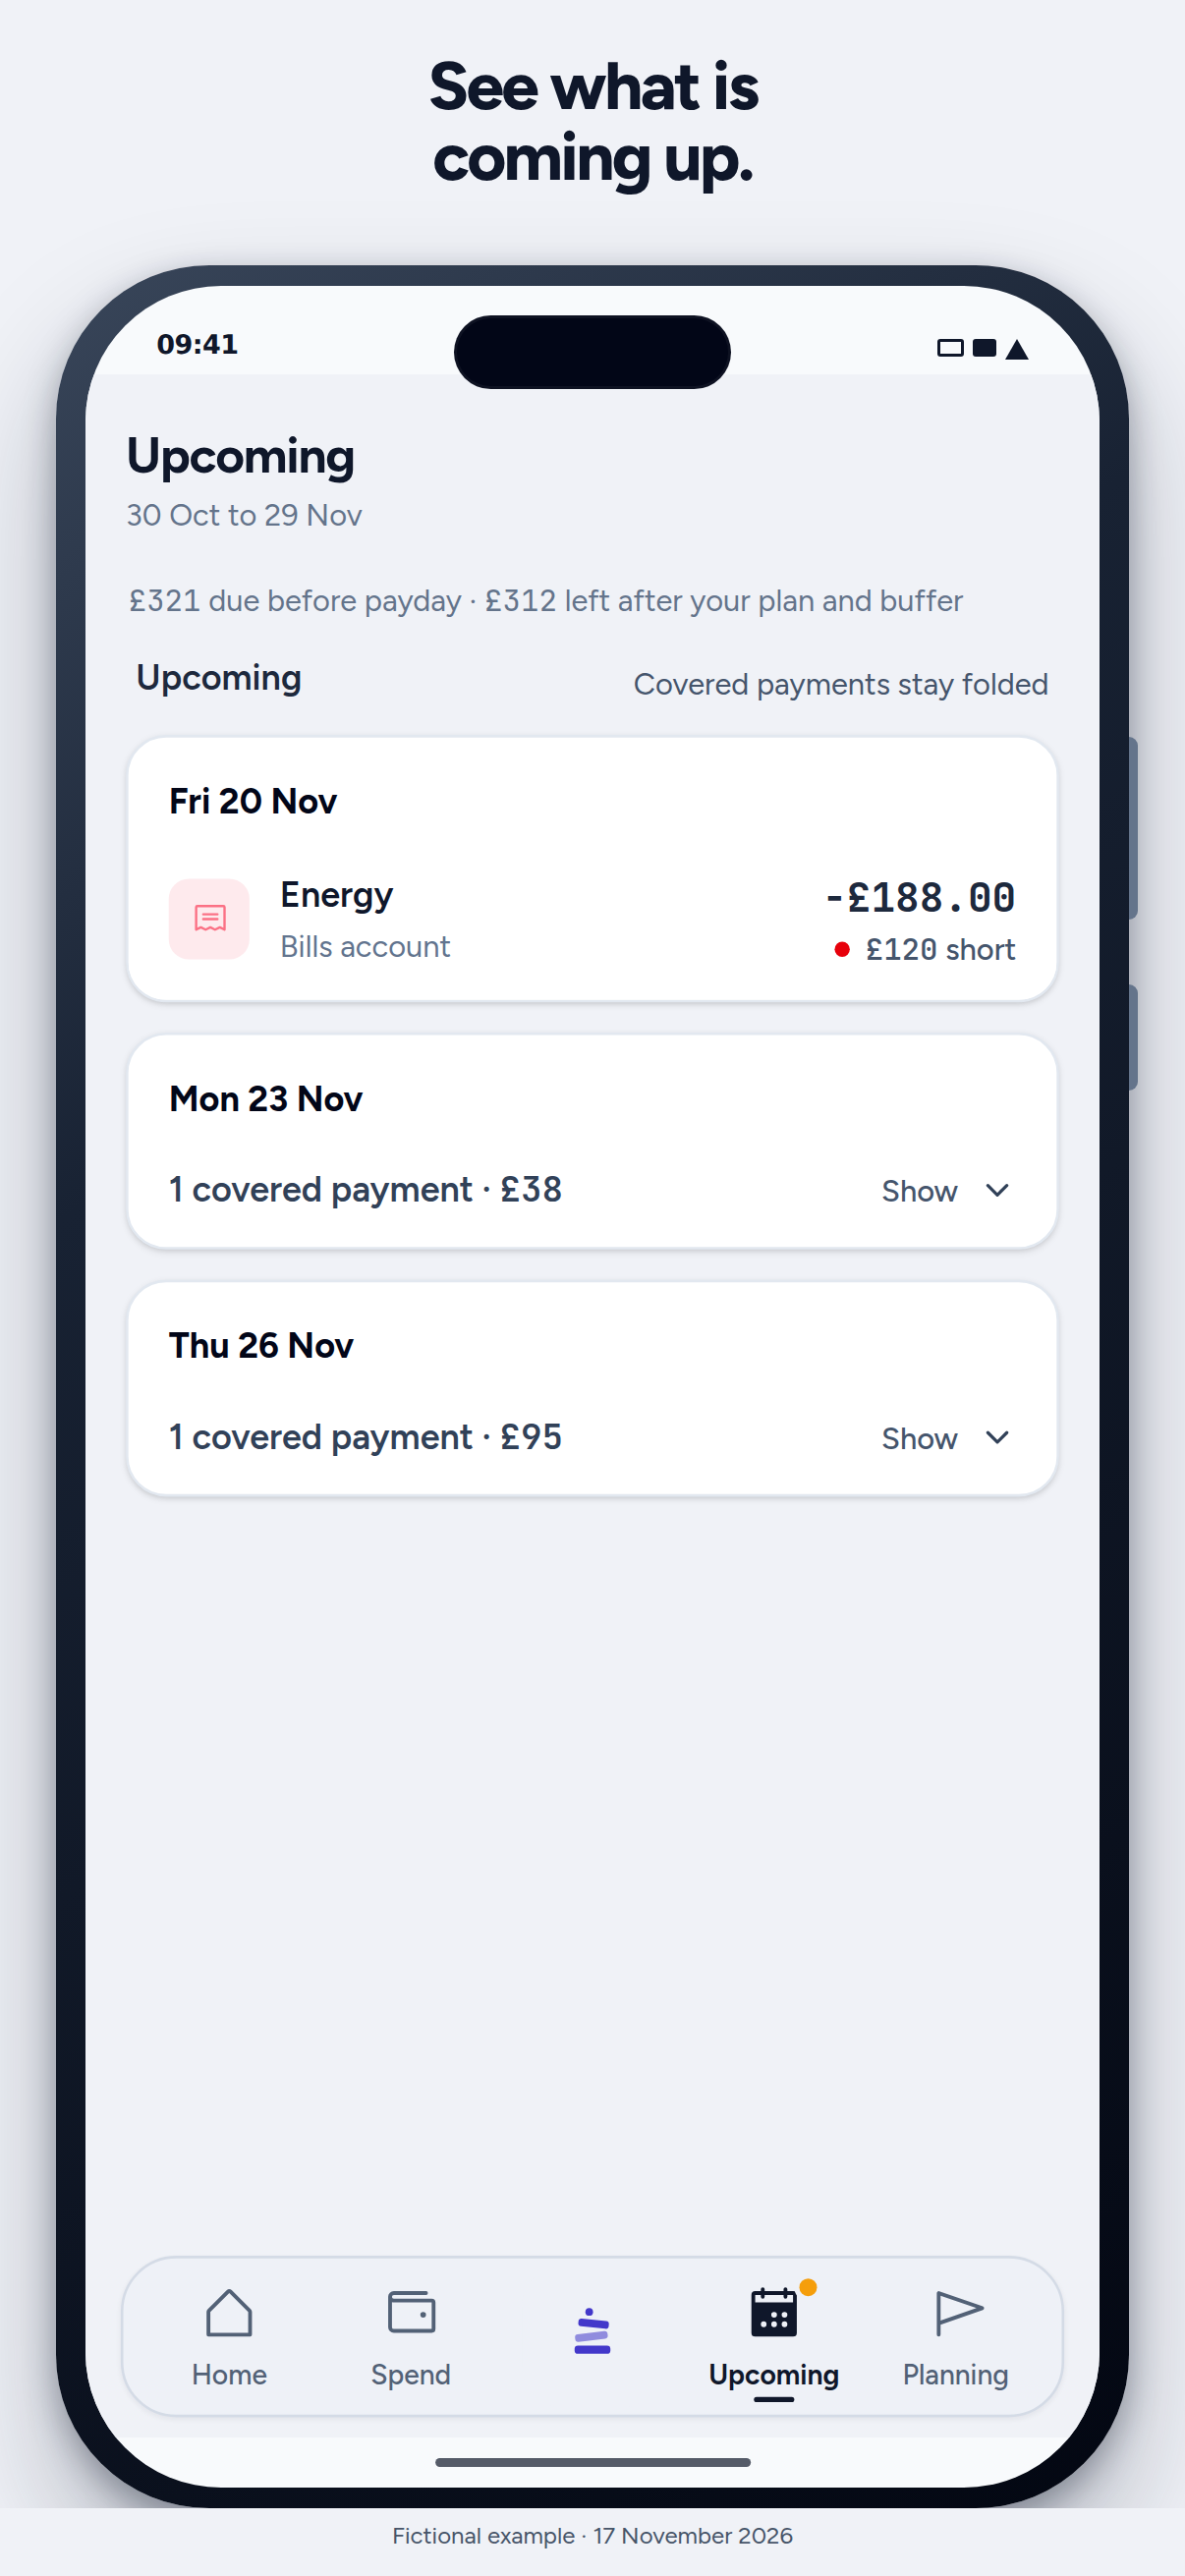 See what is
coming up.
09:41
Upcoming
30 Oct to 29 Nov
£321 due before payday · £312 left after your plan and buffer
Upcoming
Covered payments stay folded
Fri 20 Nov
Energy
-£188.00
Bills account
£120 short
Mon 23 Nov
1 covered payment · £38
Show
Thu 26 Nov
1 covered payment · £95
Show
Home
Spend
Upcoming
Planning
Fictional example · 17 November 2026